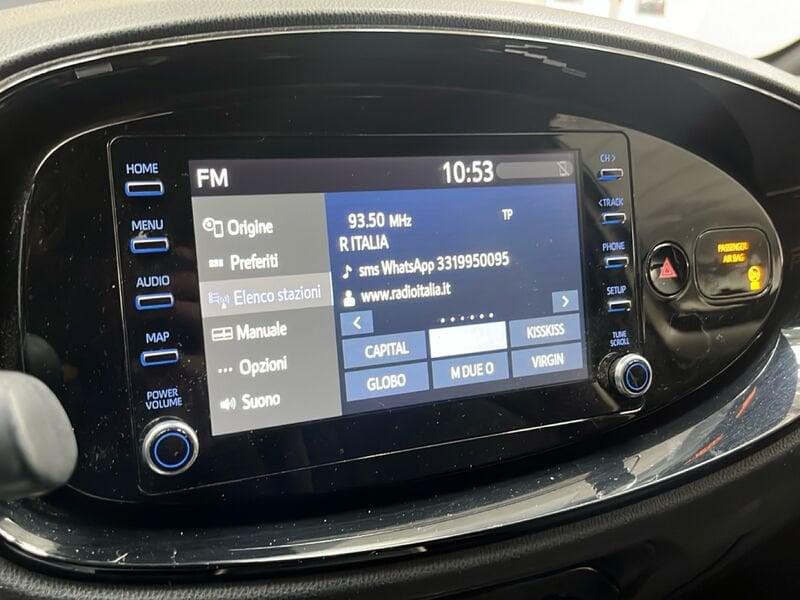 HOME
MENU
AUDIO
MAP
POWER
VOLUME
FM
10:53
Origine
Preferiti
Elenco stazioni
Manuale
Opzioni
Suono
93.50 MHz
TP
R ITALIA
sms WhatsApp 3319950095
www.radioitalia.it
<
>
CAPITAL
KISSKISS
GLOBO
M DUE O
VIRGIN
CH >
< TRACK
PHONE
SETUP
TUNE
SCROLL
PASSENGER
AIR BAG